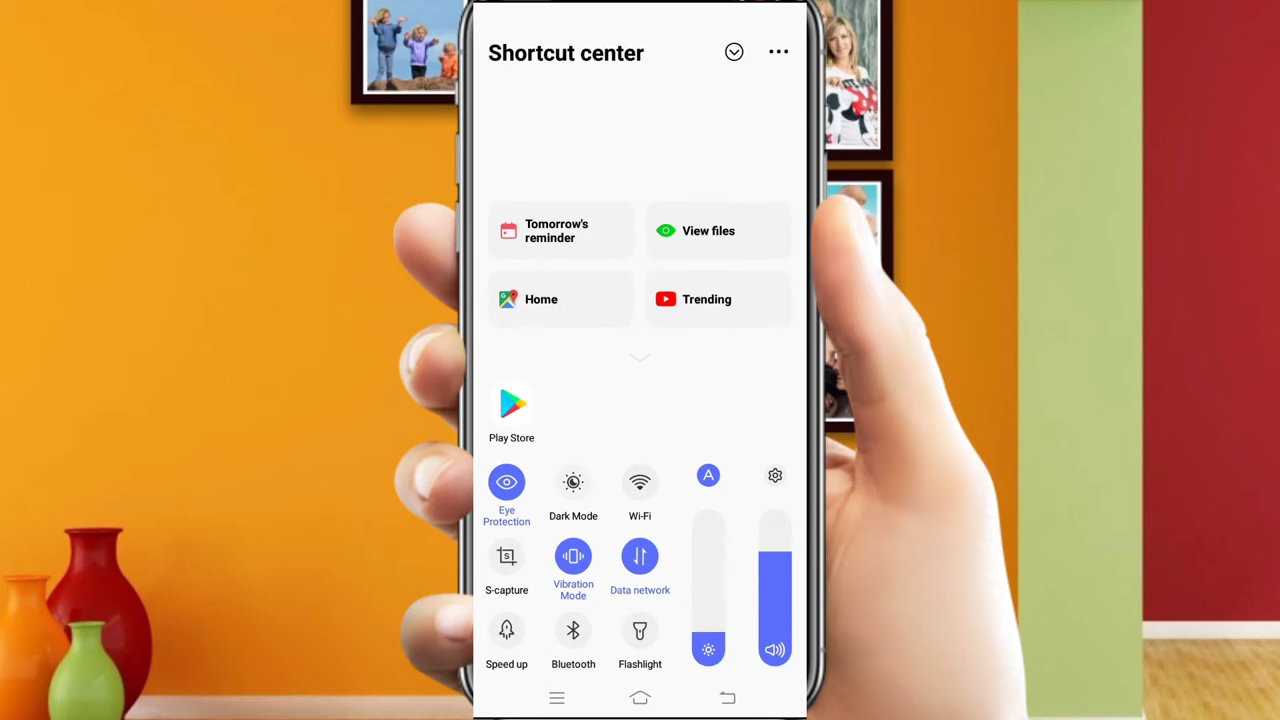 Shortcut center
Tomorrow's
reminder
View files
Home
Trending
Play Store
A
Eye
Protection
Dark Mode
Wi-Fi
S
S-capture
Vibration
Mode
Data network
Speed up
Bluetooth
Flashlight